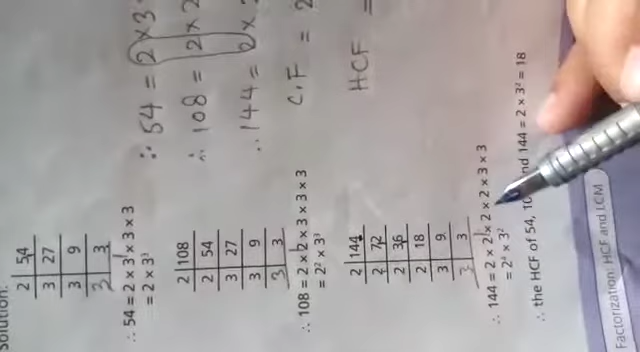 Solution:
2 | 54
3 | 27
3 | 9
3 | 3
∴ 54 = 2 × 3 × 3 × 3
= 2 × 3³
2 | 108
2 | 54
3 | 27
3 | 9
3 | 3
∴ 108 = 2 × 2 × 3 × 3 × 3
= 2² × 3³
2 | 144
2 | 72
2 | 36
2 | 18
3 | 9
3 | 3
∴ 144 = 2 × 2 × 2 × 2 × 3 × 3
= 2⁴ × 3²
∴ the HCF of 54, 10 nd 144 = 2 × 3² = 18
∴ 54 = 2 × 3
∴ 108 = 2 × 2
∴ 144 = 2 ×
C.F = 2
HCF =
Factorization: HCF and LCM